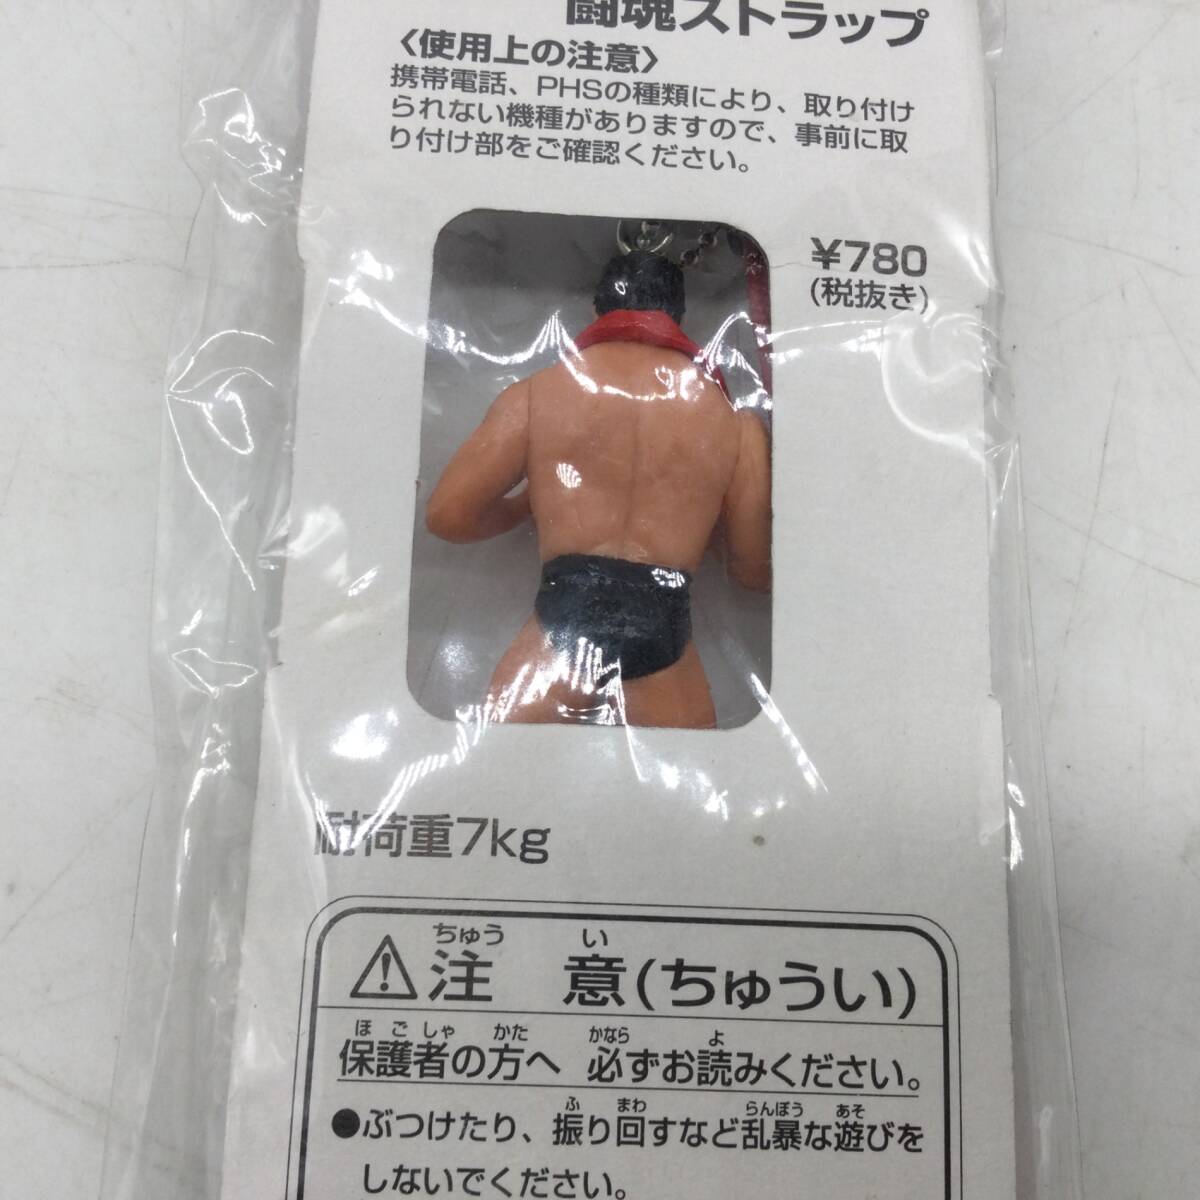 闘魂ストラップ
〈使用上の注意〉
携帯電話、PHSの種類により、取り付け
られない機種がありますので、事前に取
り付け部をご確認ください。
¥780
(税抜き)
耐荷重7kg
ちゅう い
⚠注 意(ちゅうい)
ほ ご しゃ かた かなら よ
保護者の方へ 必ずお読みください。
ふ まわ らんぼう あそ
●ぶつけたり、振り回すなど乱暴な遊びを
しないでください。